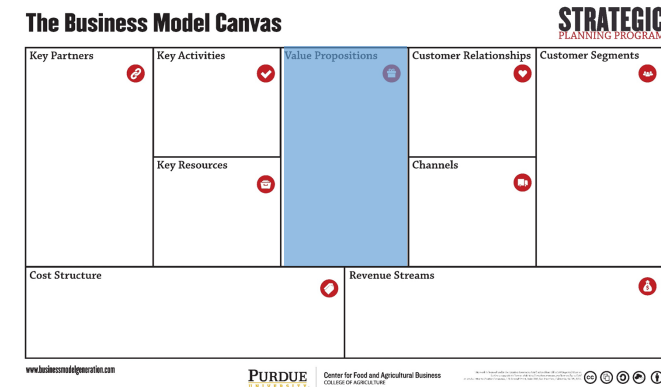 The Business Model Canvas
STRATEGIC
PLANNING PROGRAM
Key Partners
Key Activities
Value Propositions
Customer Relationships
Customer Segments
Key Resources
Channels
Cost Structure
Revenue Streams
www.businessmodelgeneration.com
PURDUE
UNIVERSITY
Center for Food and Agricultural Business
COLLEGE OF AGRICULTURE